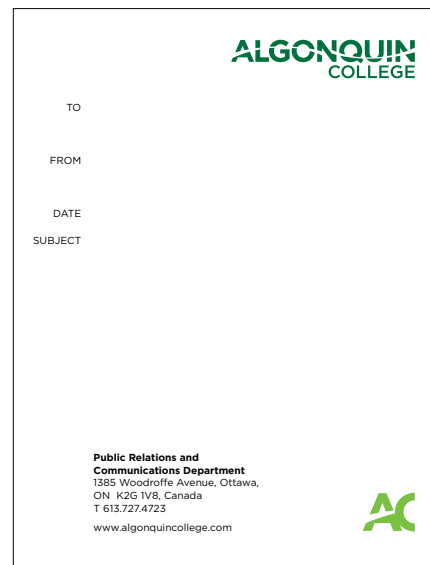 ALGONQUIN
COLLEGE
TO
FROM
DATE
SUBJECT
Public Relations and
Communications Department
1385 Woodroffe Avenue, Ottawa,
ON K2G 1V8, Canada
T 613.727.4723
www.algonquincollege.com
AC